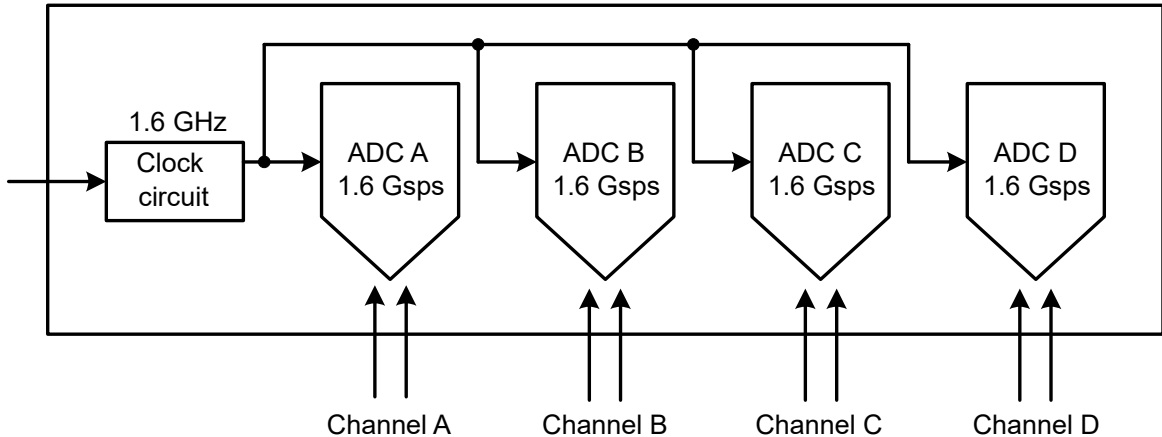 1.6 GHz
Clock
circuit
ADC A
1.6 Gsps
ADC B
1.6 Gsps
ADC C
1.6 Gsps
ADC D
1.6 Gsps
Channel A
Channel B
Channel C
Channel D